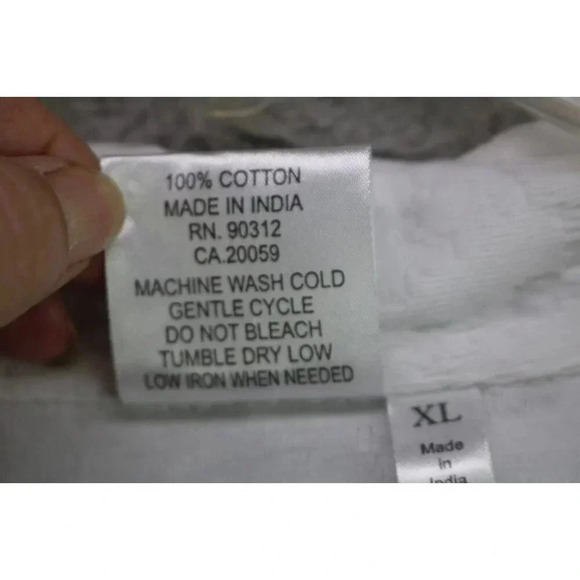 100% COTTON
MADE IN INDIA
RN. 90312
CA.20059
MACHINE WASH COLD
GENTLE CYCLE
DO NOT BLEACH
TUMBLE DRY LOW
LOW IRON WHEN NEEDED
XL
Made
in
India